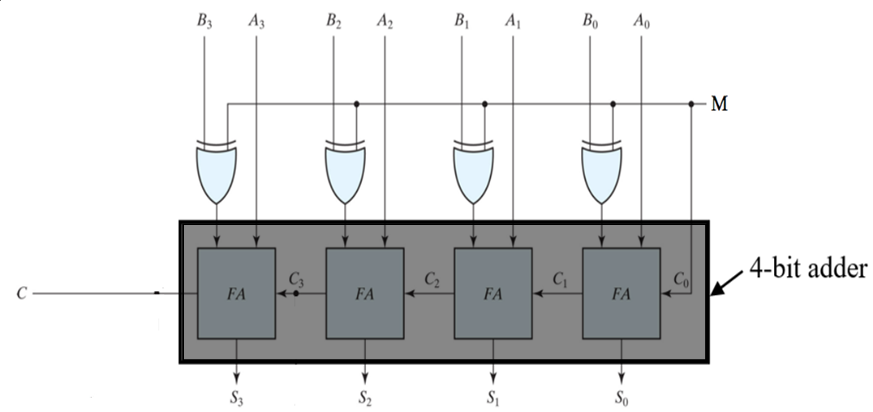 B₃ A₃ B₂ A₂ B₁ A₁ B₀ A₀
M
4-bit adder
C FA C₃ FA C₂ FA C₁ FA C₀
S₃ S₂ S₁ S₀